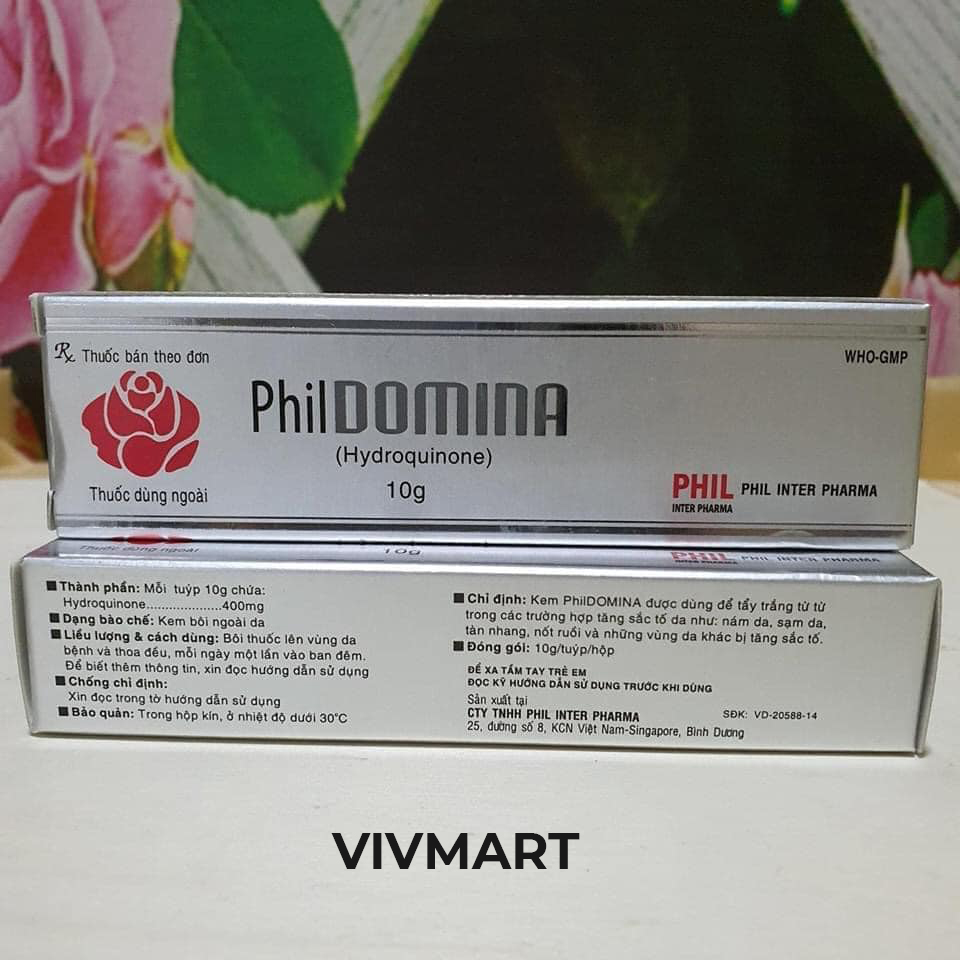 Rx Thuốc bán theo đơn
WHO-GMP
PhilDOMINA
(Hydroquinone)
10g
Thuốc dùng ngoài
PHIL
INTER PHARMA
PHIL INTER PHARMA
Thuốc dùng ngoài
10g
PHIL
INTER PHARMA
PHIL INTER PHARMA
■ Thành phần: Mỗi tuýp 10g chứa:
Hydroquinone....................400mg
■ Dạng bào chế: Kem bôi ngoài da
■ Liều lượng & cách dùng: Bôi thuốc lên vùng da
bệnh và thoa đều, mỗi ngày một lần vào ban đêm.
Để biết thêm thông tin, xin đọc hướng dẫn sử dụng
■ Chống chỉ định:
Xin đọc trong tờ hướng dẫn sử dụng
■ Bảo quản: Trong hộp kín, ở nhiệt độ dưới 30°C
■ Chỉ định: Kem PhilDOMINA được dùng để tẩy trắng từ từ
trong các trường hợp tăng sắc tố da như: nám da, sạm da,
tàn nhang, nốt ruồi và những vùng da khác bị tăng sắc tố.
■ Đóng gói: 10g/tuýp/hộp
ĐỂ XA TẦM TAY TRẺ EM
ĐỌC KỸ HƯỚNG DẪN SỬ DỤNG TRƯỚC KHI DÙNG
Sản xuất tại
CTY TNHH PHIL INTER PHARMA
SĐK: VD-20588-14
25, đường số 8, KCN Việt Nam-Singapore, Bình Dương
VIVMART